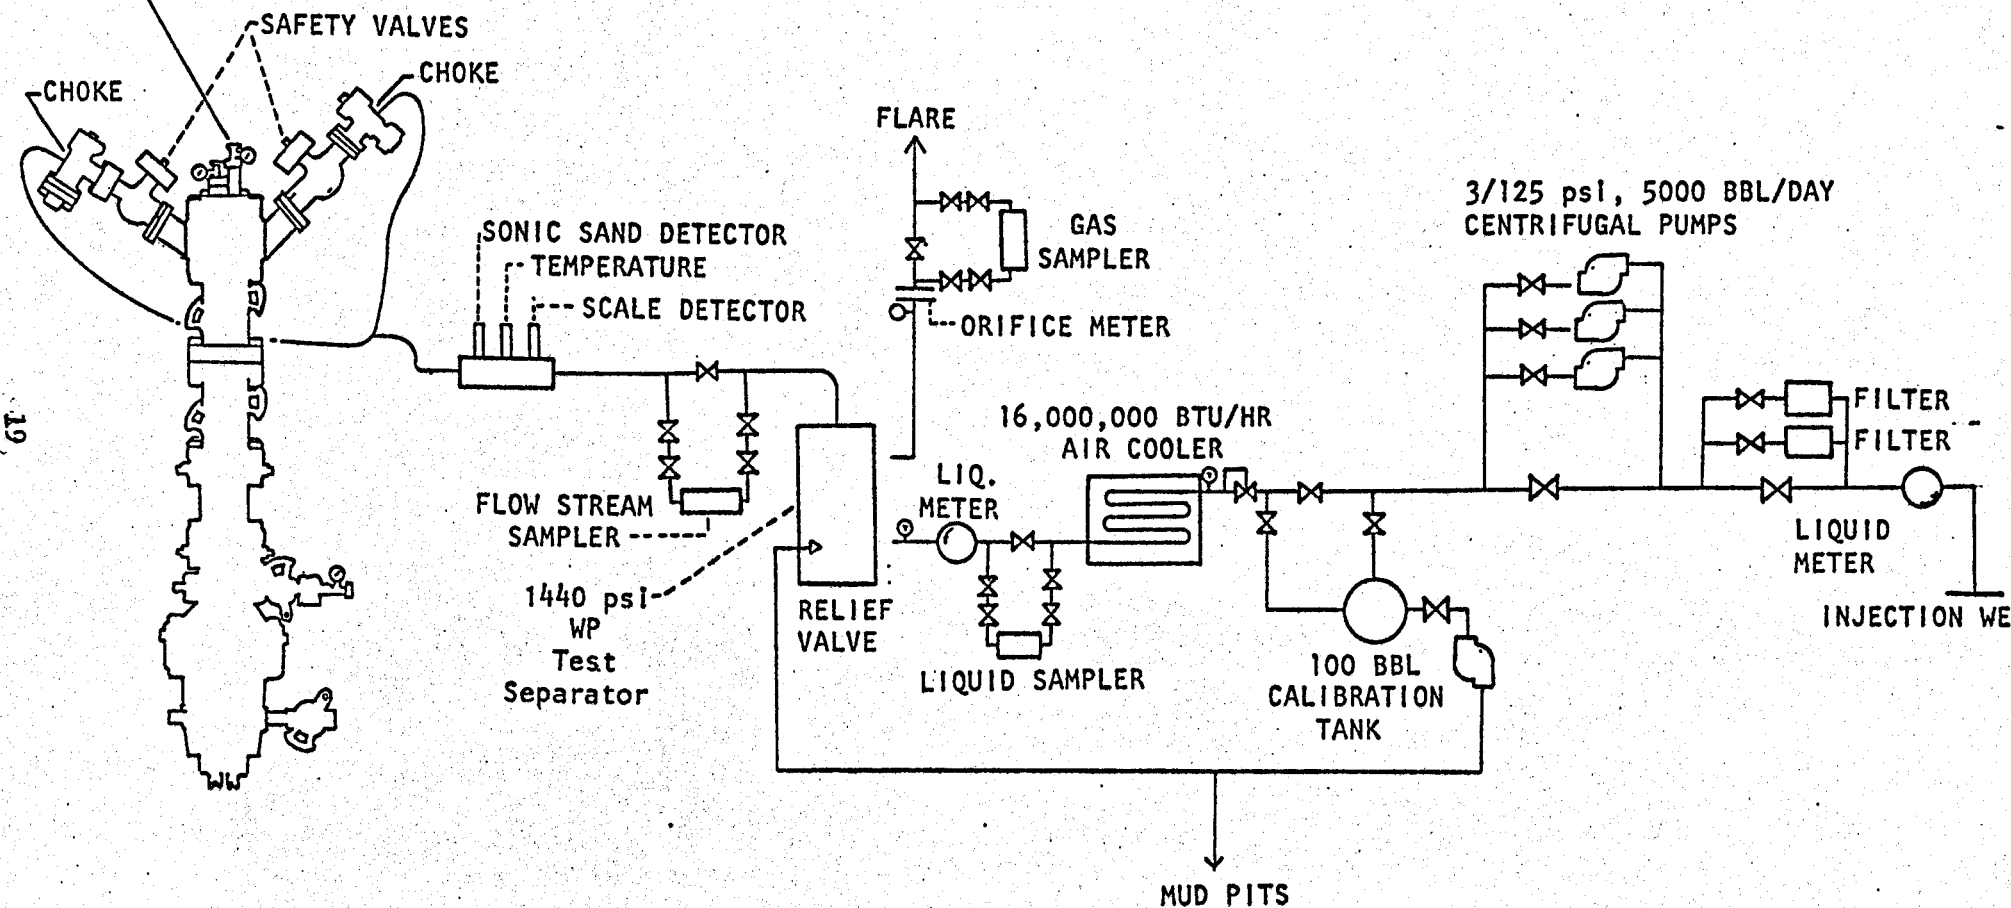 SAFETY VALVES
CHOKE
CHOKE
FLARE
3/125 psi, 5000 BBL/DAY
CENTRIFUGAL PUMPS
GAS
SAMPLER
SONIC SAND DETECTOR
TEMPERATURE
SCALE DETECTOR
ORIFICE METER
19
16,000,000 BTU/HR
AIR COOLER
FILTER
FILTER
LIQ.
METER
FLOW STREAM
SAMPLER
LIQUID
METER
1440 psi
WP
Test
Separator
RELIEF
VALVE
INJECTION WE
LIQUID SAMPLER
100 BBL
CALIBRATION
TANK
MUD PITS